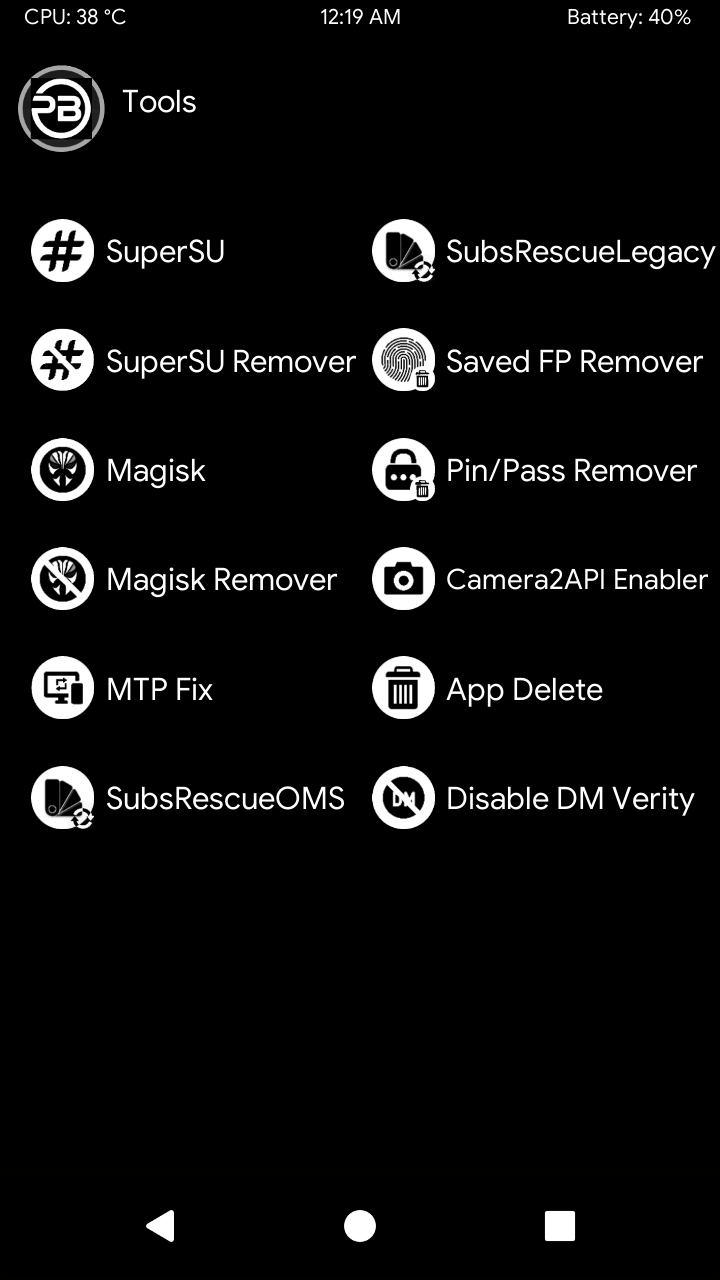 CPU: 38 °C 12:19 AM Battery: 40%
PB Tools
SuperSU SubsRescueLegacy
SuperSU Remover Saved FP Remover
Magisk Pin/Pass Remover
Magisk Remover Camera2API Enabler
MTP Fix App Delete
SubsRescueOMS DM Disable DM Verity